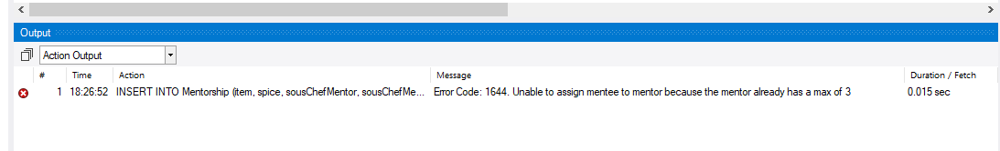 Output
Action Output
# Time Action Message Duration / Fetch
1 18:26:52 INSERT INTO Mentorship (item, spice, sousChefMentor, sousChefMe... Error Code: 1644. Unable to assign mentee to mentor because the mentor already has a max of 3 0.015 sec